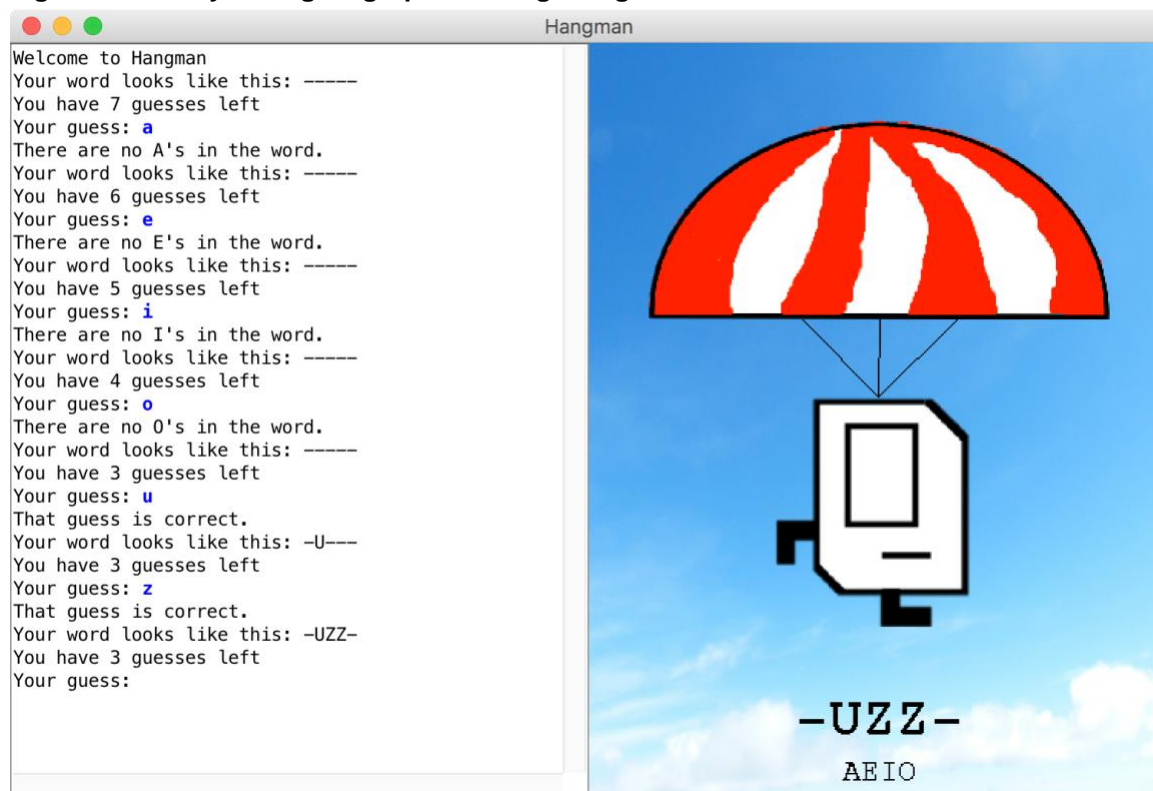 Hangman
Welcome to Hangman
Your word looks like this: -----
You have 7 guesses left
Your guess: a
There are no A's in the word.
Your word looks like this: -----
You have 6 guesses left
Your guess: e
There are no E's in the word.
Your word looks like this: -----
You have 5 guesses left
Your guess: i
There are no I's in the word.
Your word looks like this: -----
You have 4 guesses left
Your guess: o
There are no O's in the word.
Your word looks like this: -----
You have 3 guesses left
Your guess: u
That guess is correct.
Your word looks like this: -U---
You have 3 guesses left
Your guess: z
That guess is correct.
Your word looks like this: -UZZ-
You have 3 guesses left
Your guess:
-UZZ-
AEIO